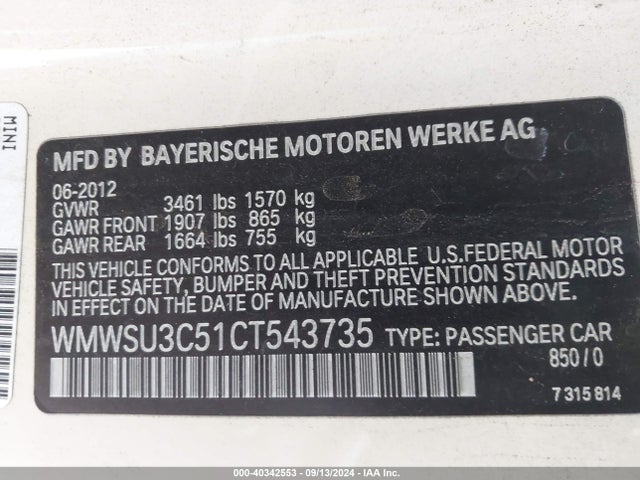 MINI
MFD BY BAYERISCHE MOTOREN WERKE AG
06-2012
GVWR 3461 lbs 1570 kg
GAWR FRONT 1907 lbs 865 kg
GAWR REAR 1664 lbs 755 kg
THIS VEHICLE CONFORMS TO ALL APPLICABLE U.S.FEDERAL MOTOR
VEHICLE SAFETY, BUMPER AND THEFT PREVENTION STANDARDS
IN EFFECT ON THE DATE OF MANUFACTURE SHOWN ABOVE.
WMWSU3C51CT543735 TYPE: PASSENGER CAR
850/0
7 315 814
000-40342553 - 09/13/2024 - IAA Inc.